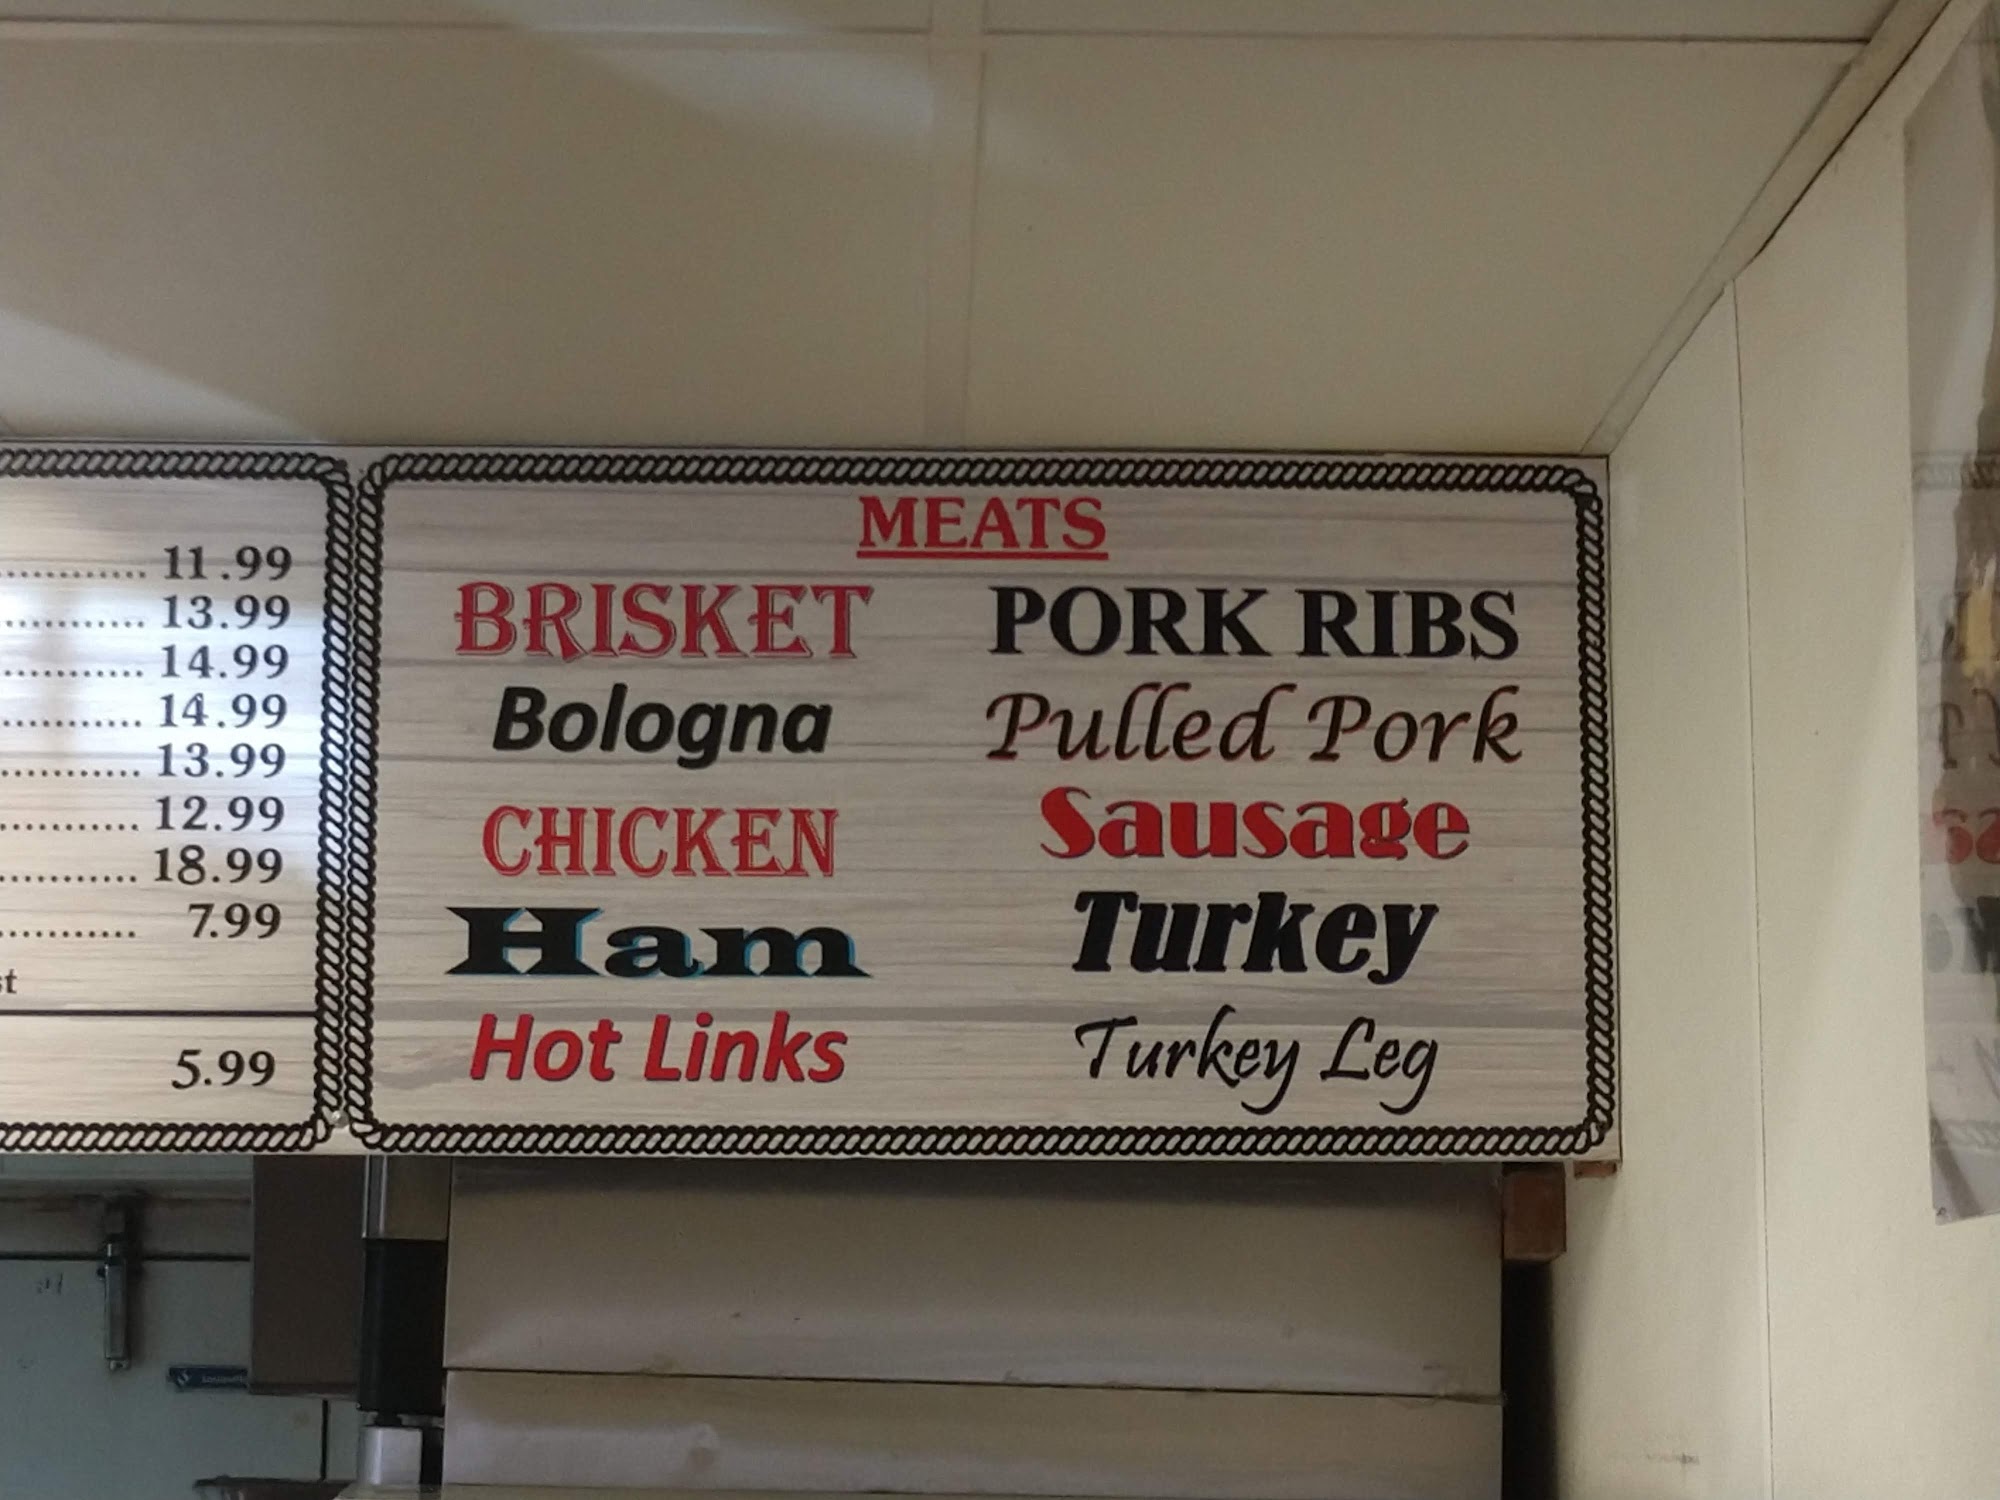 11.99
13.99
14.99
14.99
13.99
12.99
18.99
7.99
st
5.99
MEATS
BRISKET
Bologna
CHICKEN
Ham
Hot Links
PORK RIBS
Pulled Pork
Sausage
Turkey
Turkey Leg